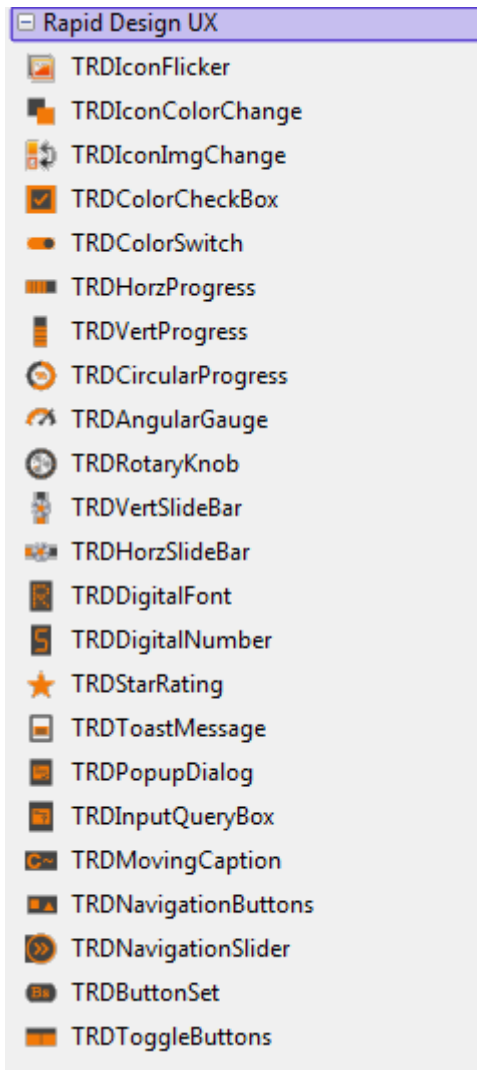 Rapid Design UX
TRDIconFlicker
TRDIconColorChange
TRDIconImgChange
TRDColorCheckBox
TRDColorSwitch
TRDHorzProgress
TRDVertProgress
TRDCircularProgress
TRDAngularGauge
TRDRotaryKnob
TRDVertSlideBar
TRDHorzSlideBar
TRDDigitalFont
TRDDigitalNumber
TRDStarRating
TRDToastMessage
TRDPopupDialog
TRDInputQueryBox
TRDMovingCaption
TRDNavigationButtons
TRDNavigationSlider
TRDButtonSet
TRDToggleButtons